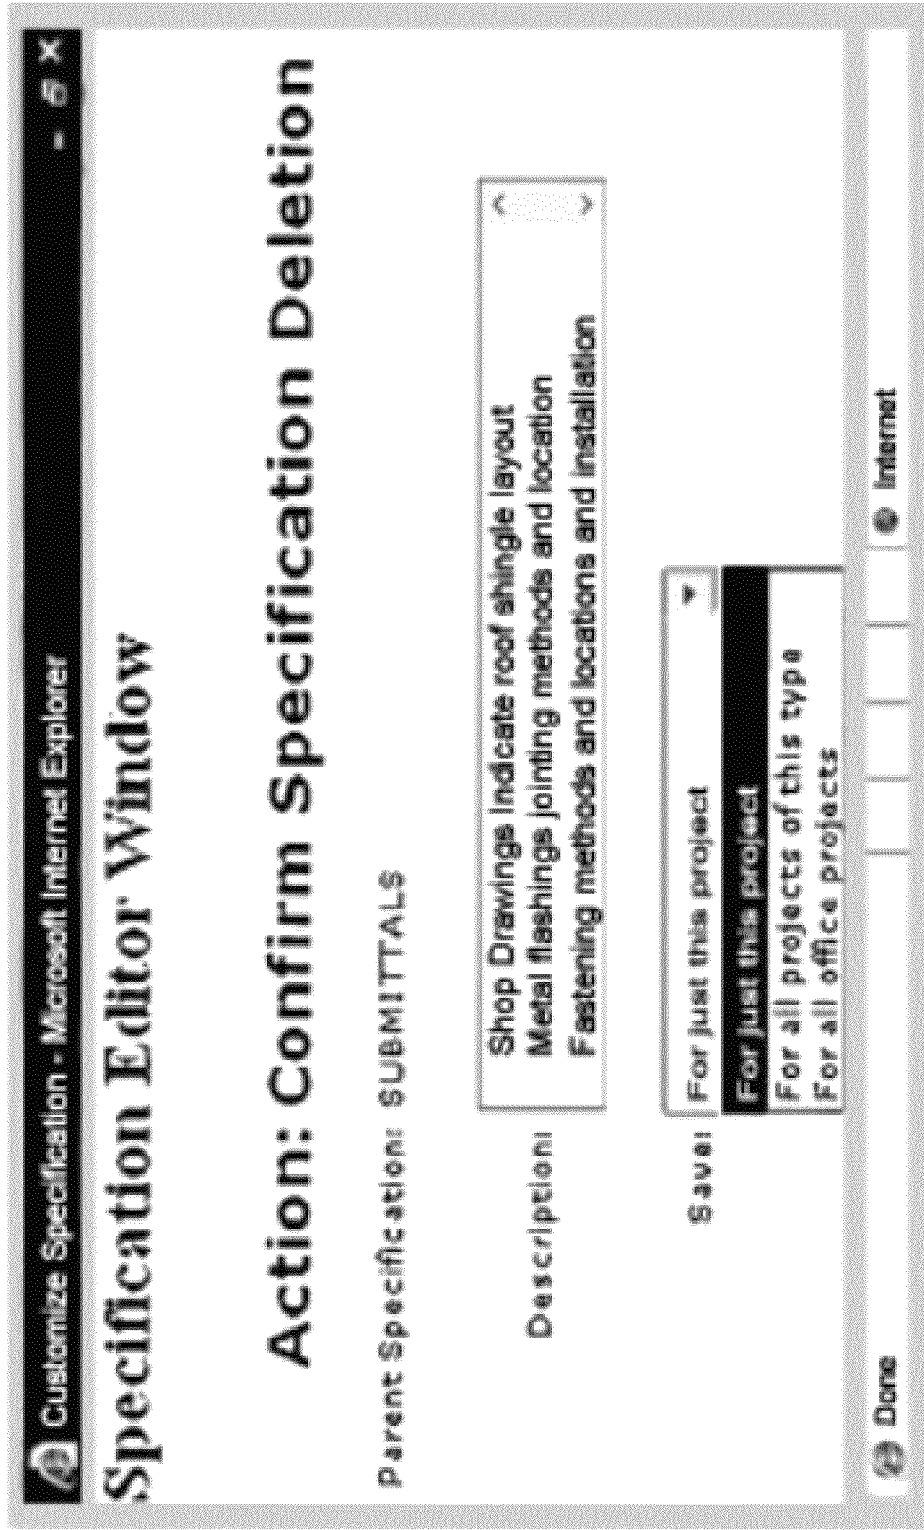 Customize Specification - Microsoft Internet Explorer
Specification Editor Window
Action: Confirm Specification Deletion
Parent Specification: SUBMITTALS
Description:
Shop Drawings Indicate roof shingle layout
Metal flashings jointing methods and location
Fastening methods and locations and installation
Save:
For just this project
For just this project
For all projects of this type
For all office projects
Done
Internet